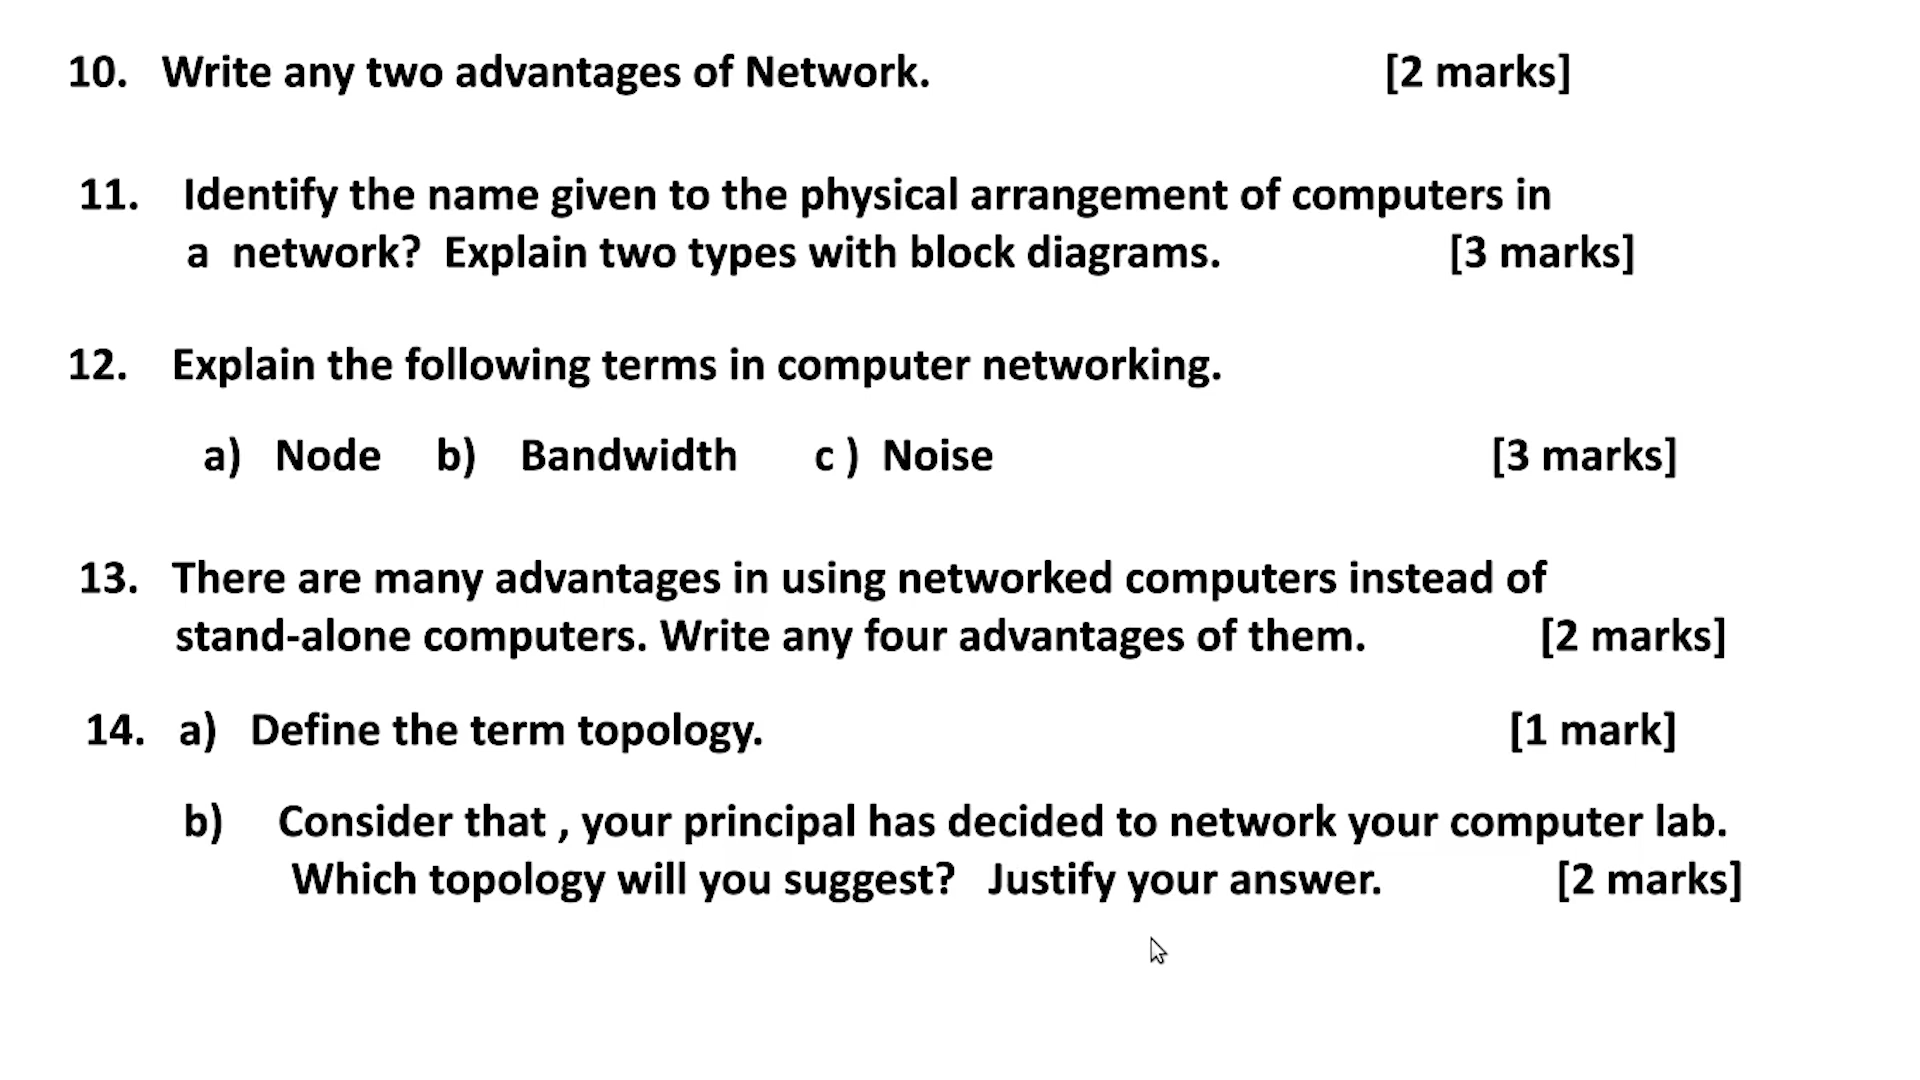 10. Write any two advantages of Network. [2 marks]
11. Identify the name given to the physical arrangement of computers in
a network? Explain two types with block diagrams. [3 marks]
12. Explain the following terms in computer networking.
a) Node b) Bandwidth c ) Noise [3 marks]
13. There are many advantages in using networked computers instead of
stand-alone computers. Write any four advantages of them. [2 marks]
14. a) Define the term topology. [1 mark]
b) Consider that , your principal has decided to network your computer lab.
Which topology will you suggest? Justify your answer. [2 marks]